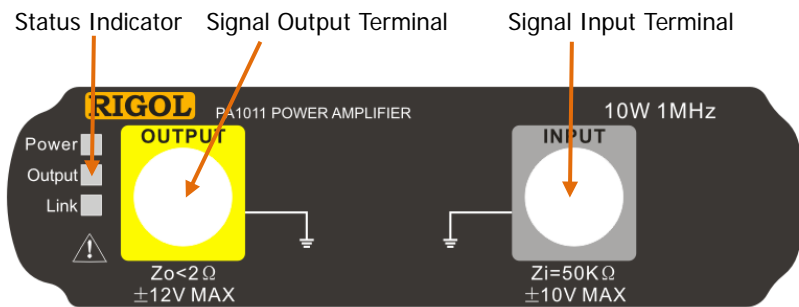 Status Indicator Signal Output Terminal Signal Input Terminal
RIGOL PA1011 POWER AMPLIFIER 10W 1MHz
Power OUTPUT INPUT
Output
Link
Zo<2Ω Zi=50KΩ
±12V MAX ±10V MAX